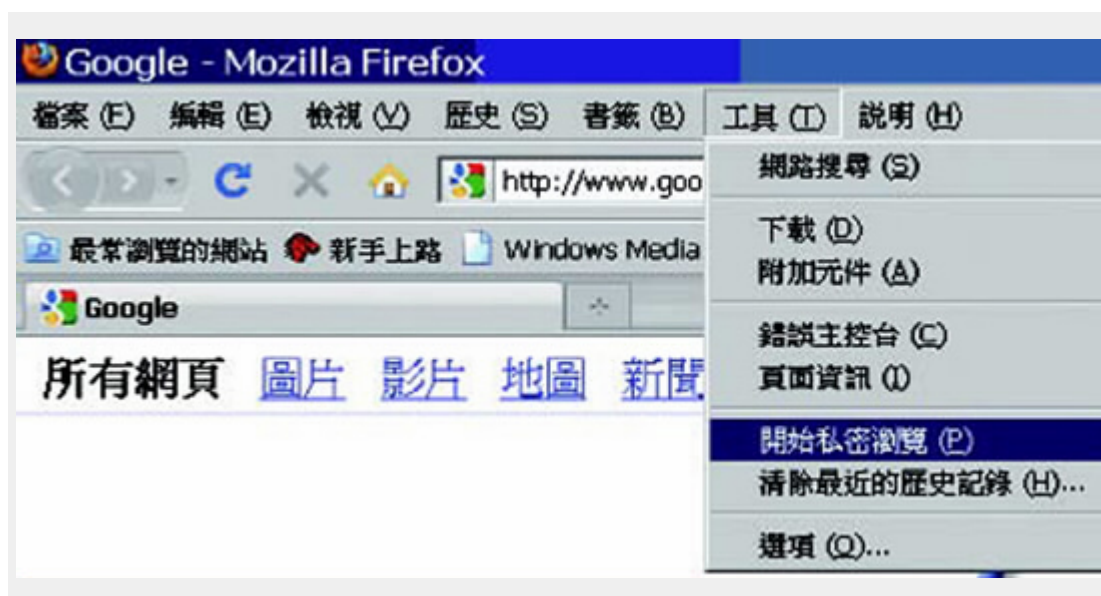 Google - Mozilla Firefox
檔案 (F) 編輯 (E) 檢視 (V) 歷史 (S) 書籤 (B) 工具 (T) 說明 (H)
http://www.goo
最常瀏覽的網站 新手上路 Windows Media
Google
所有網頁 圖片 影片 地圖 新聞
網路搜尋 (S)
下載 (D)
附加元件 (A)
錯誤主控台 (C)
頁面資訊 (I)
開始私密瀏覽 (P)
清除最近的歷史記錄 (H)...
選項 (O)...